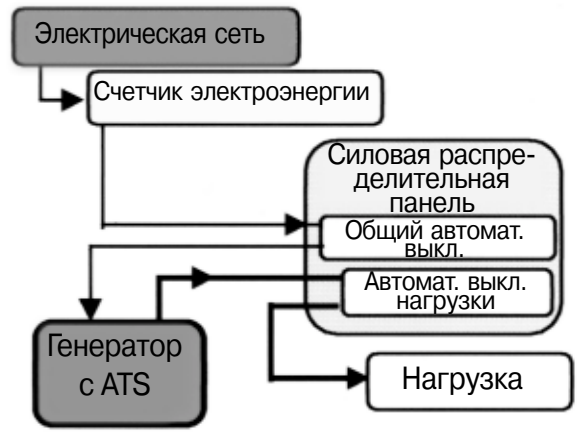 Электрическая сеть
Счетчик электроэнергии
Силовая распре-
делительная
панель
Общий автомат.
выкл.
Автомат. выкл.
нагрузки
Генератор
с ATS
Нагрузка